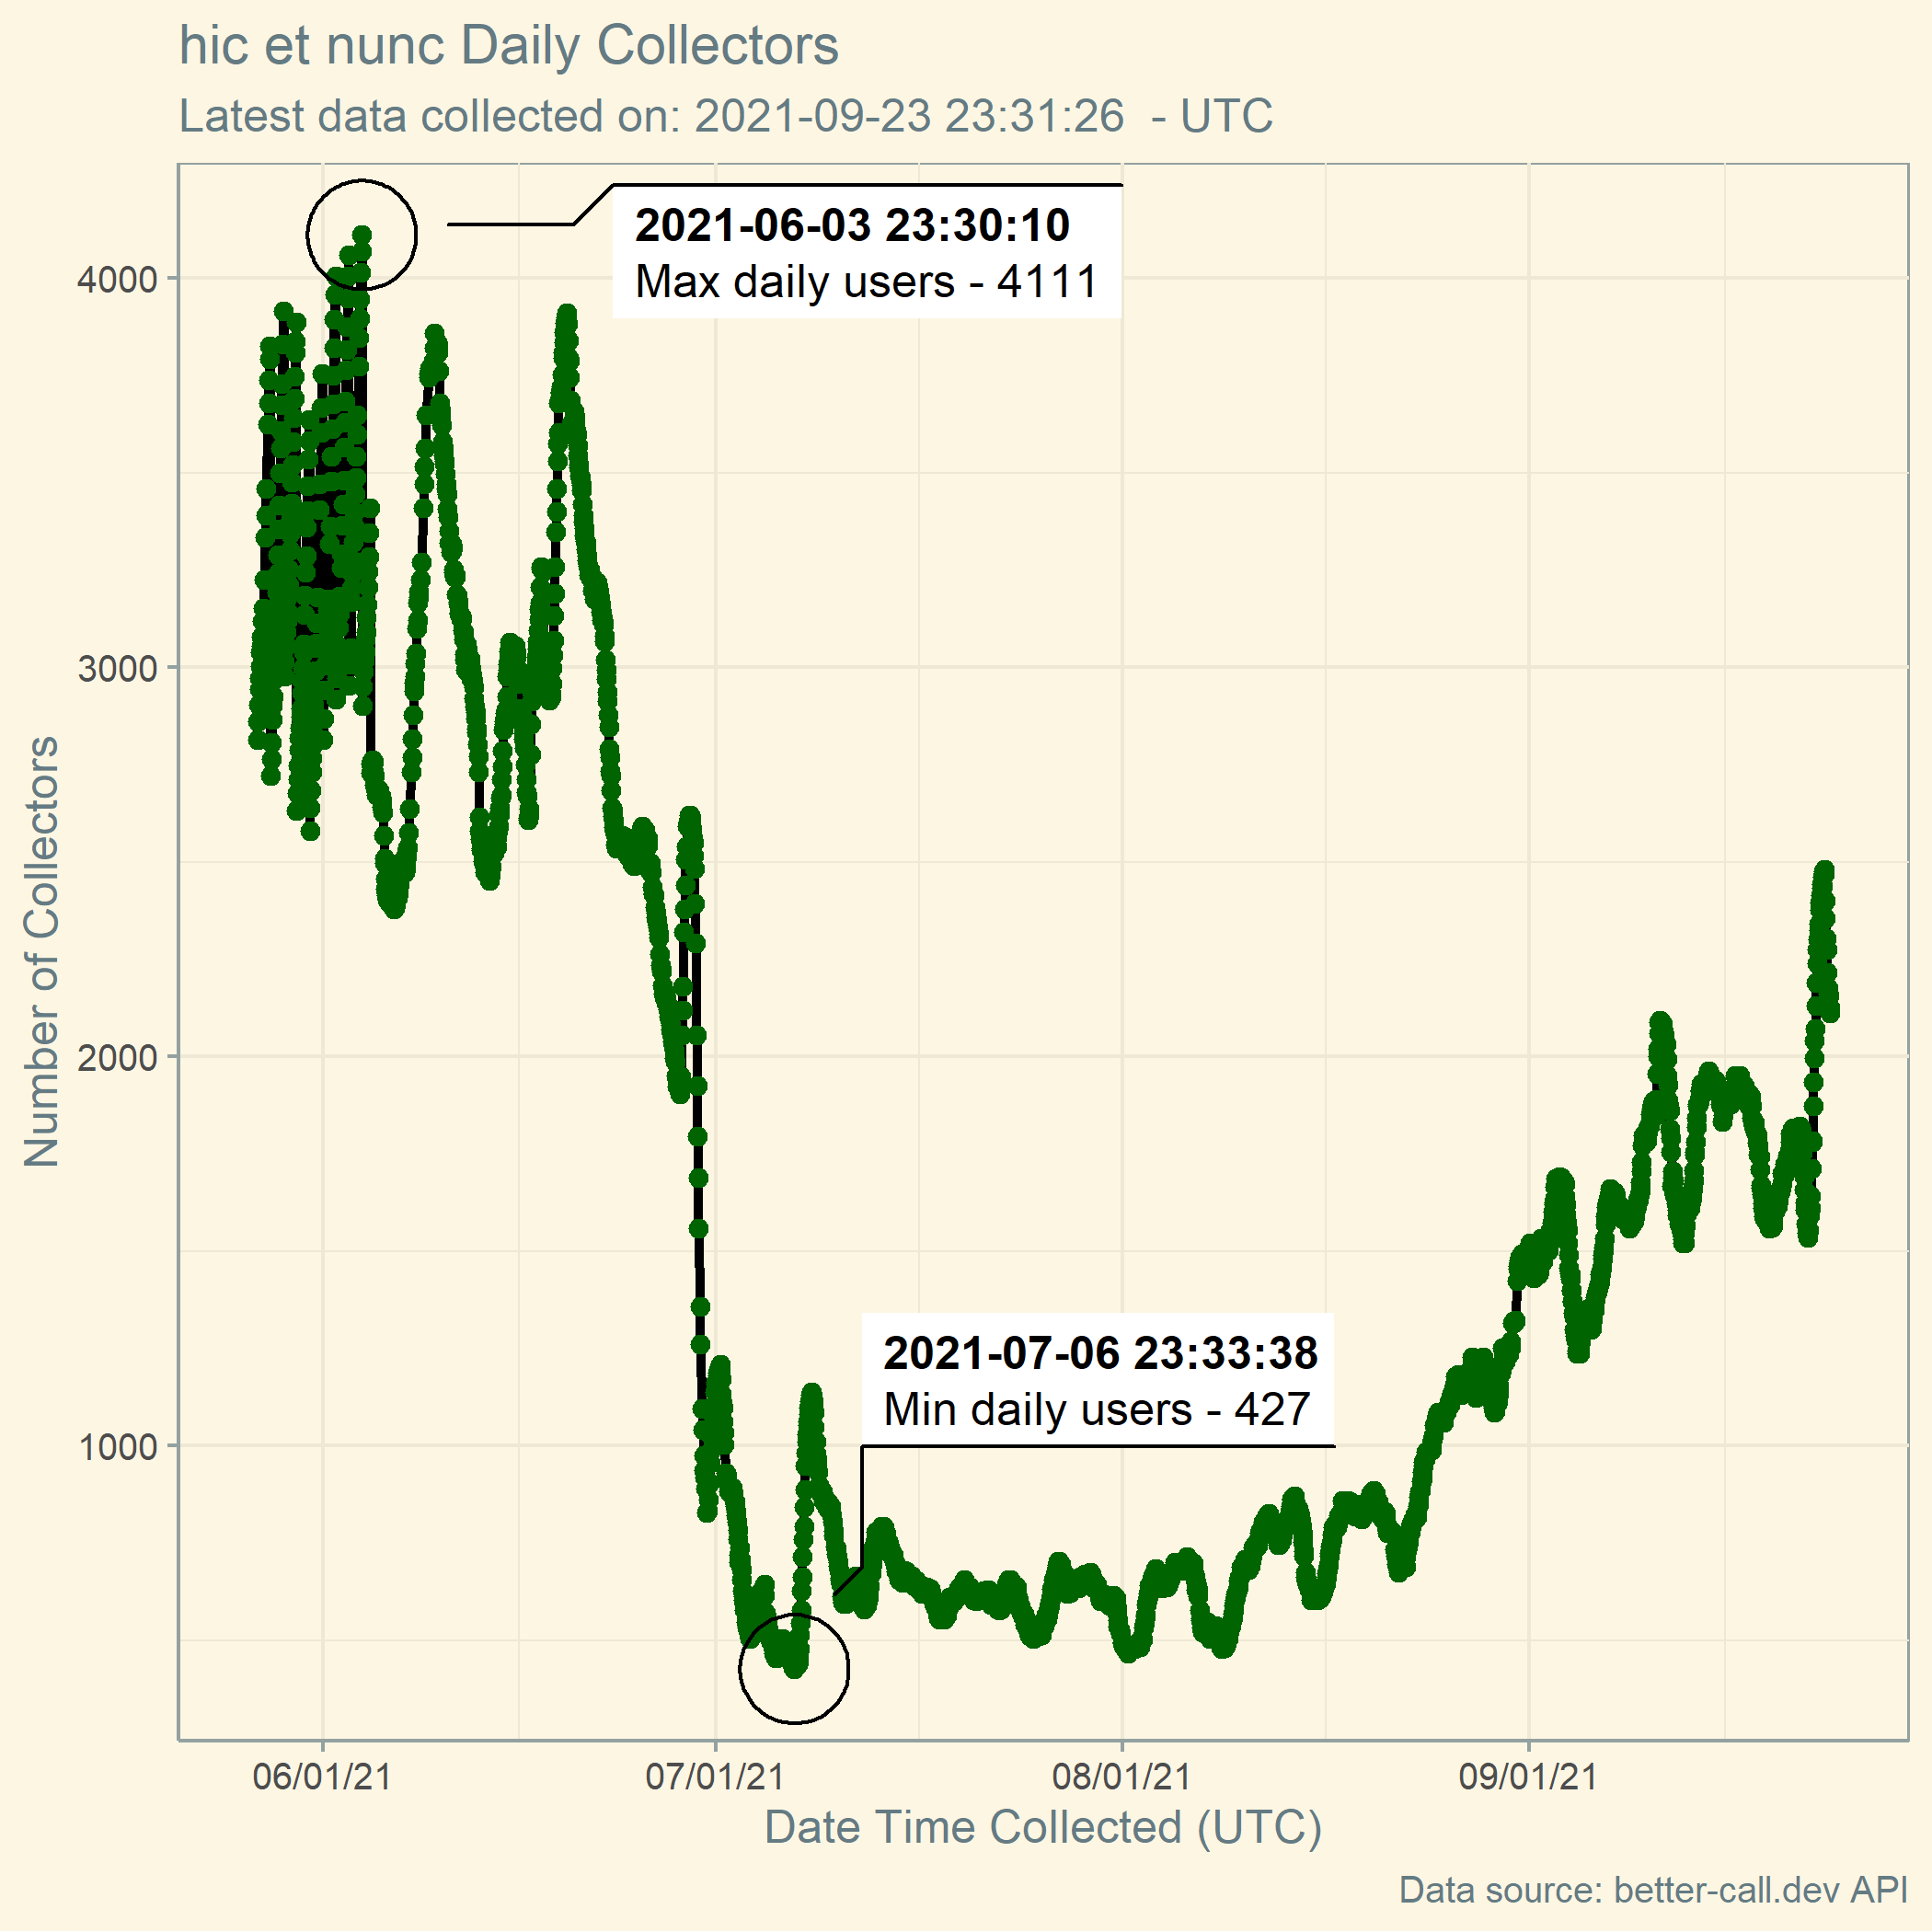 hic et nunc Daily Collectors
Latest data collected on: 2021-09-23 23:31:26  - UTC
2021-06-03 23:30:10
Max daily users - 4111
4000
3000
2000
1000
Number of Collectors
2021-07-06 23:33:38
Min daily users - 427
06/01/21 07/01/21 08/01/21 09/01/21
Date Time Collected (UTC)
Data source: better-call.dev API